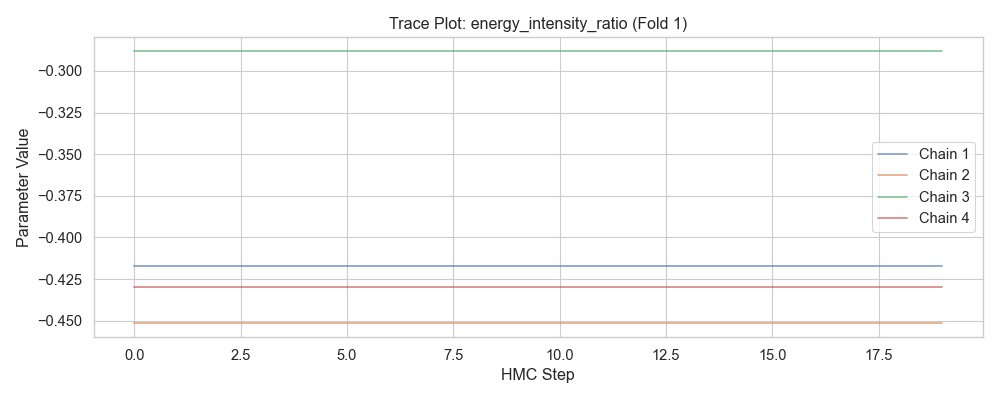 Trace Plot: energy_intensity_ratio (Fold 1)
Parameter Value
−0.300
−0.325
−0.350
−0.375
−0.400
−0.425
−0.450
Chain 1
Chain 2
Chain 3
Chain 4
0.0 2.5 5.0 7.5 10.0 12.5 15.0 17.5
HMC Step